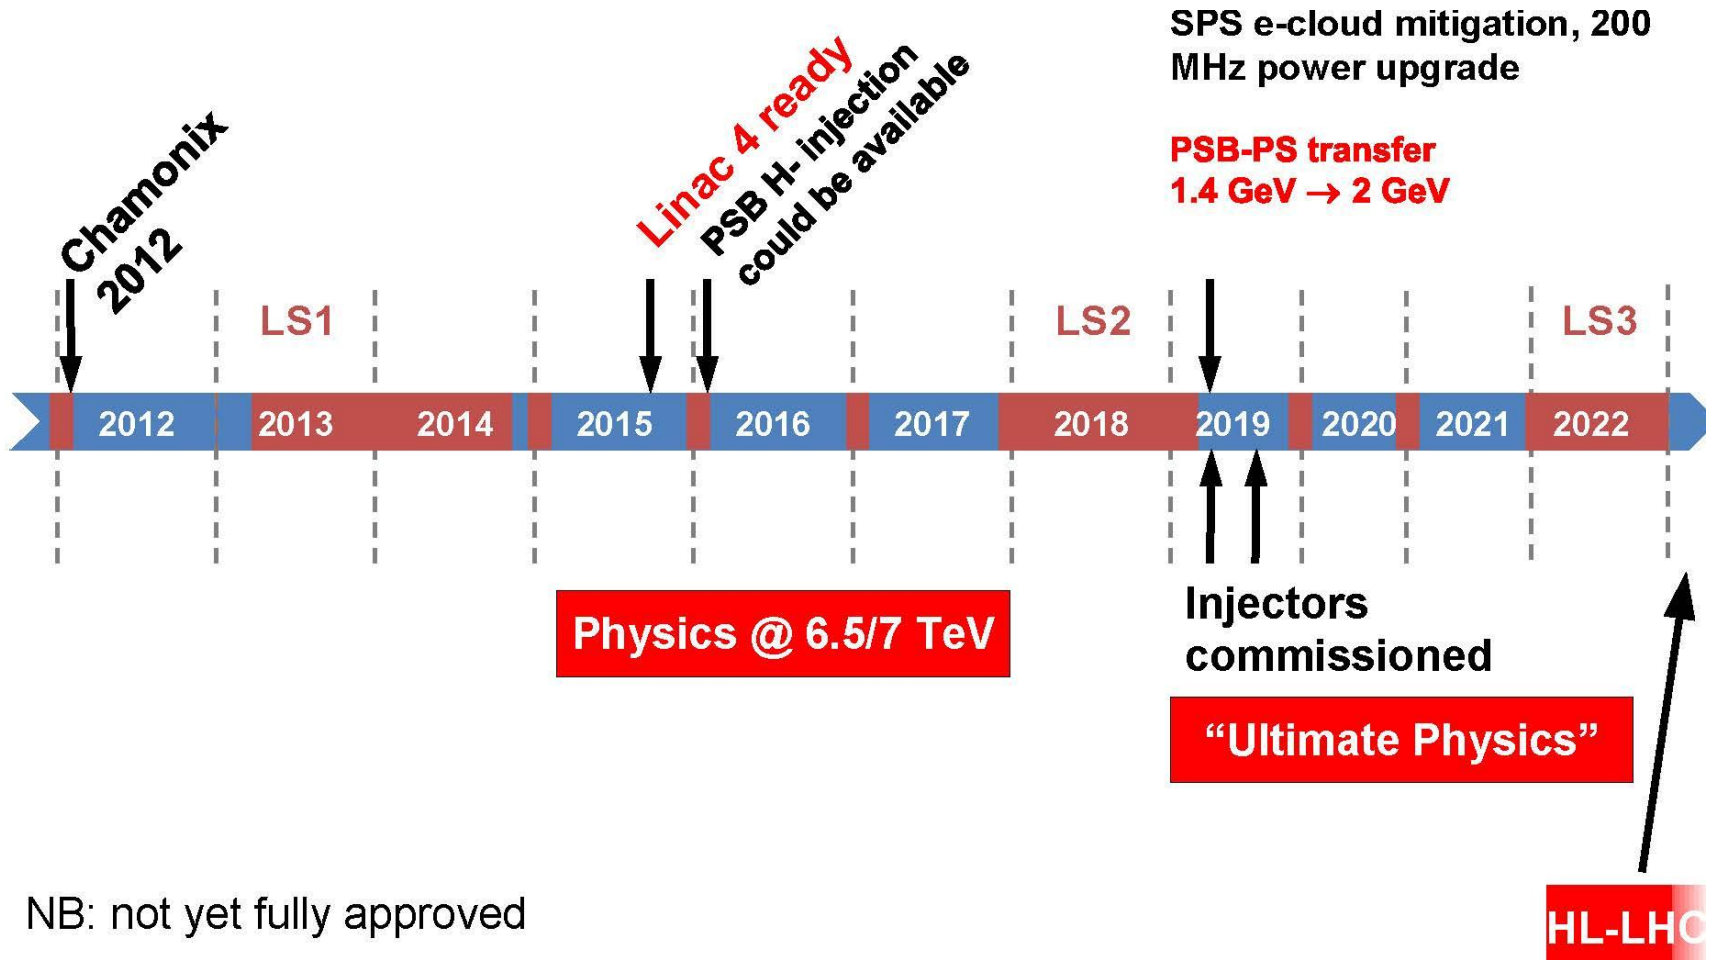 SPS e-cloud mitigation, 200
MHz power upgrade
PSB-PS transfer
1.4 GeV → 2 GeV
Chamonix
2012
Linac 4 ready
PSB H- injection
could be available
LS1
LS2
LS3
2012
2013
2014
2015
2016
2017
2018
2019
2020
2021
2022
Physics @ 6.5/7 TeV
Injectors
commissioned
“Ultimate Physics”
NB: not yet fully approved
HL-LHC